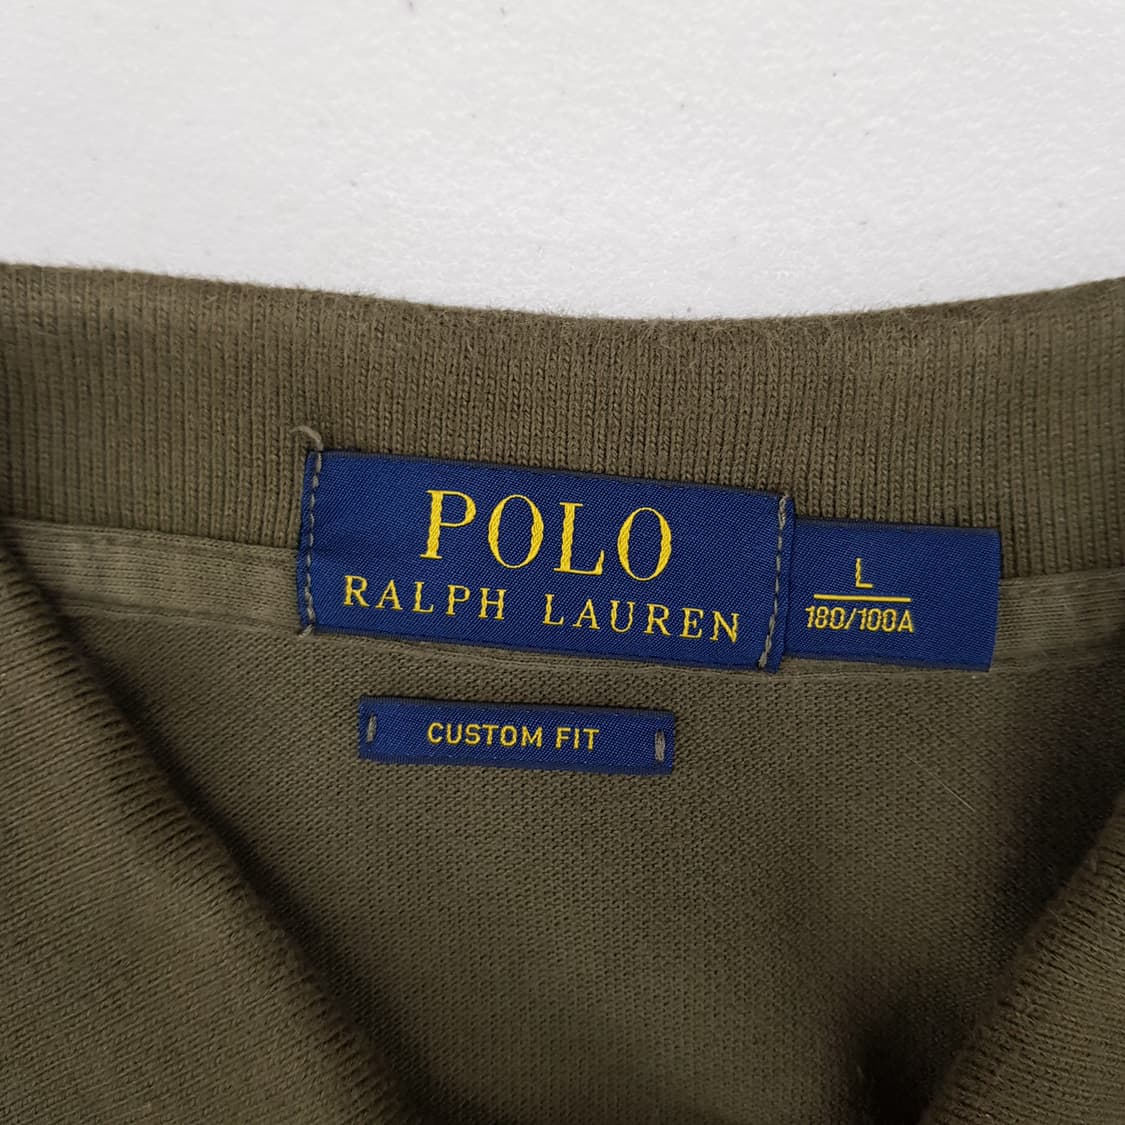 POLO
RALPH LAUREN
L
180/100A
CUSTOM FIT